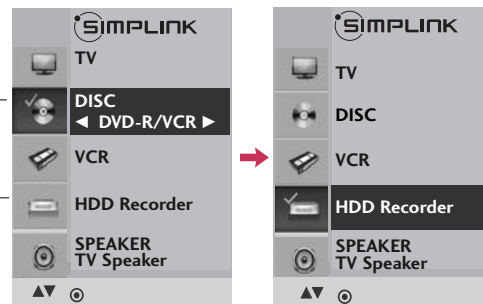 SIMPLINK
TV
DISC
◄ DVD-R/VCR ►
VCR
HDD Recorder
SPEAKER
TV Speaker
▲▼ ◉
SIMPLINK
TV
DISC
VCR
HDD Recorder
SPEAKER
TV Speaker
▲▼ ◉